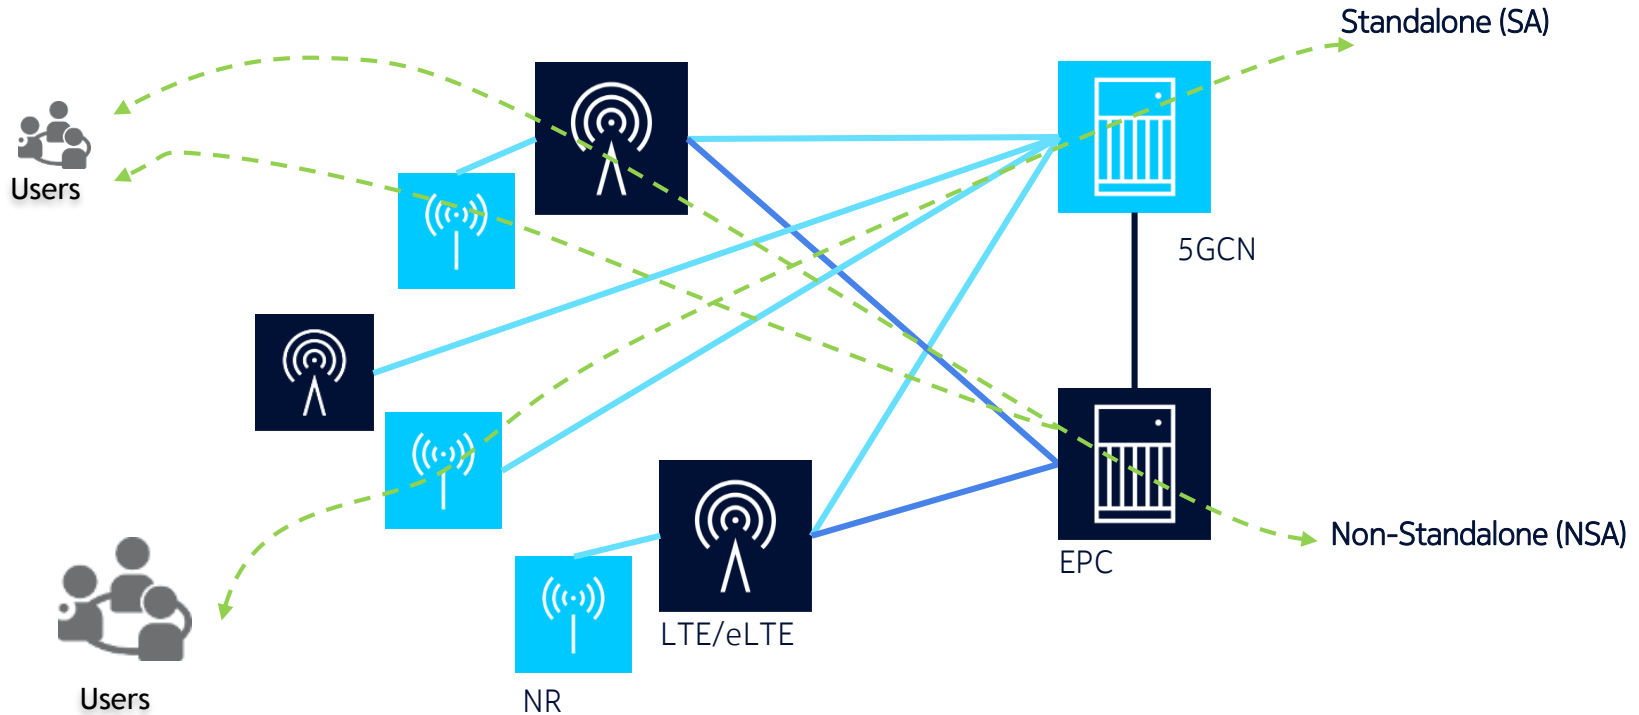 Standalone (SA)
Users
5GCN
Non-Standalone (NSA)
EPC
LTE/eLTE
NR
Users